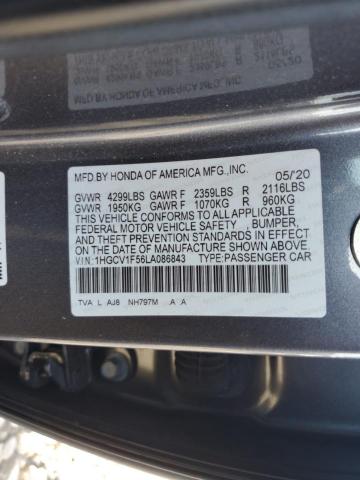 MFD.BY HONDA OF AMERICA MFG.,INC.
05/20
GVWR 4299LBS GAWR F 2359LBS R 2116LBS
GVWR 1950KG GAWR F 1070KG R 960KG
THIS VEHICLE CONFORMS TO ALL APPLICABLE
FEDERAL MOTOR VEHICLE SAFETY, BUMPER,
AND THEFT PREVENTION STANDARDS IN EFFECT
ON THE DATE OF MANUFACTURE SHOWN ABOVE.
VIN:1HGCV1F56LA086843 TYPE:PASSENGER CAR
TVA L AJ8 NH797M A A